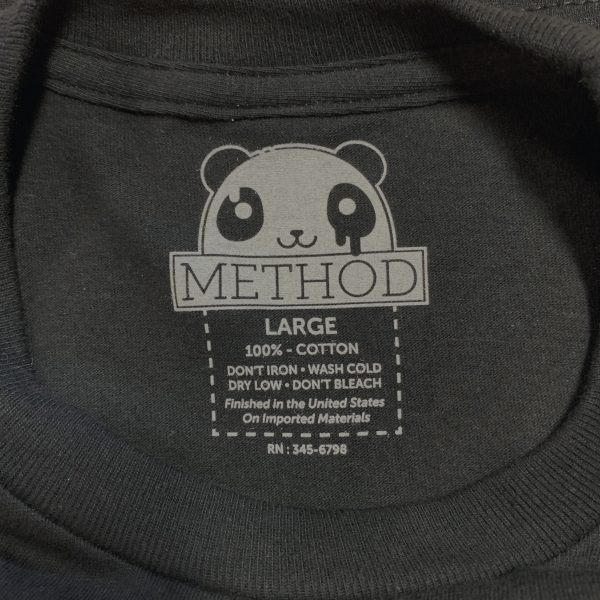 METHOD
LARGE
100% - COTTON
DON'T IRON • WASH COLD
DRY LOW • DON'T BLEACH
Finished in the United States
On Imported Materials
RN : 345-6798